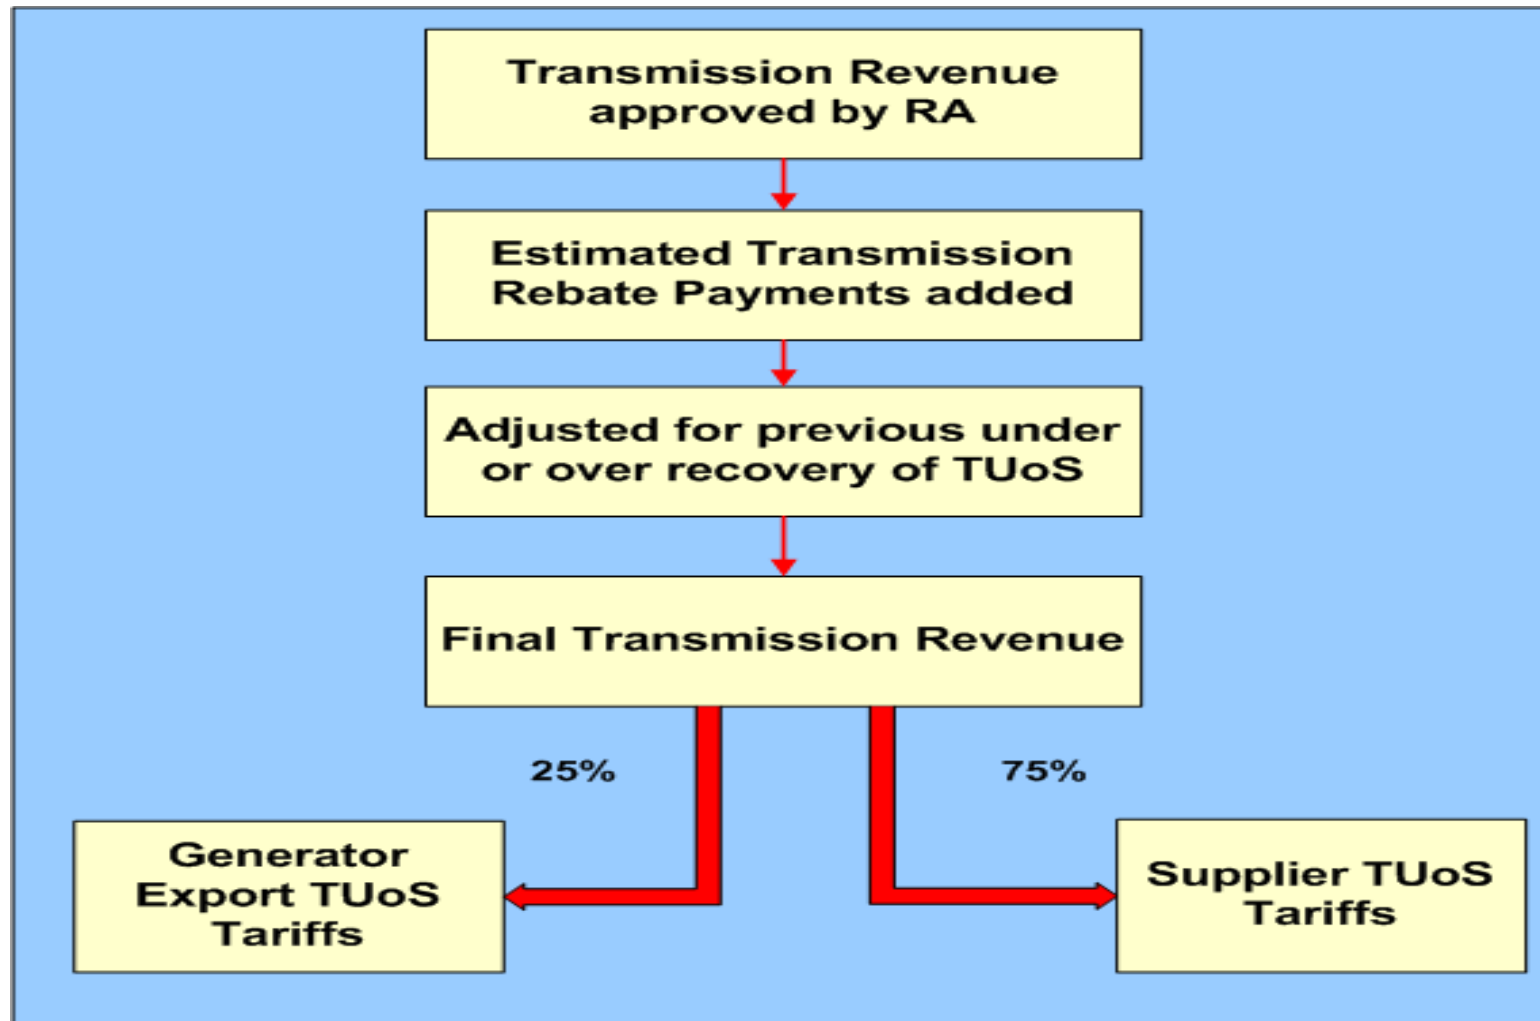 Transmission Revenue
approved by RA
Estimated Transmission
Rebate Payments added
Adjusted for previous under
or over recovery of TUoS
Final Transmission Revenue
25%
75%
Generator
Export TUoS
Tariffs
Supplier TUoS
Tariffs